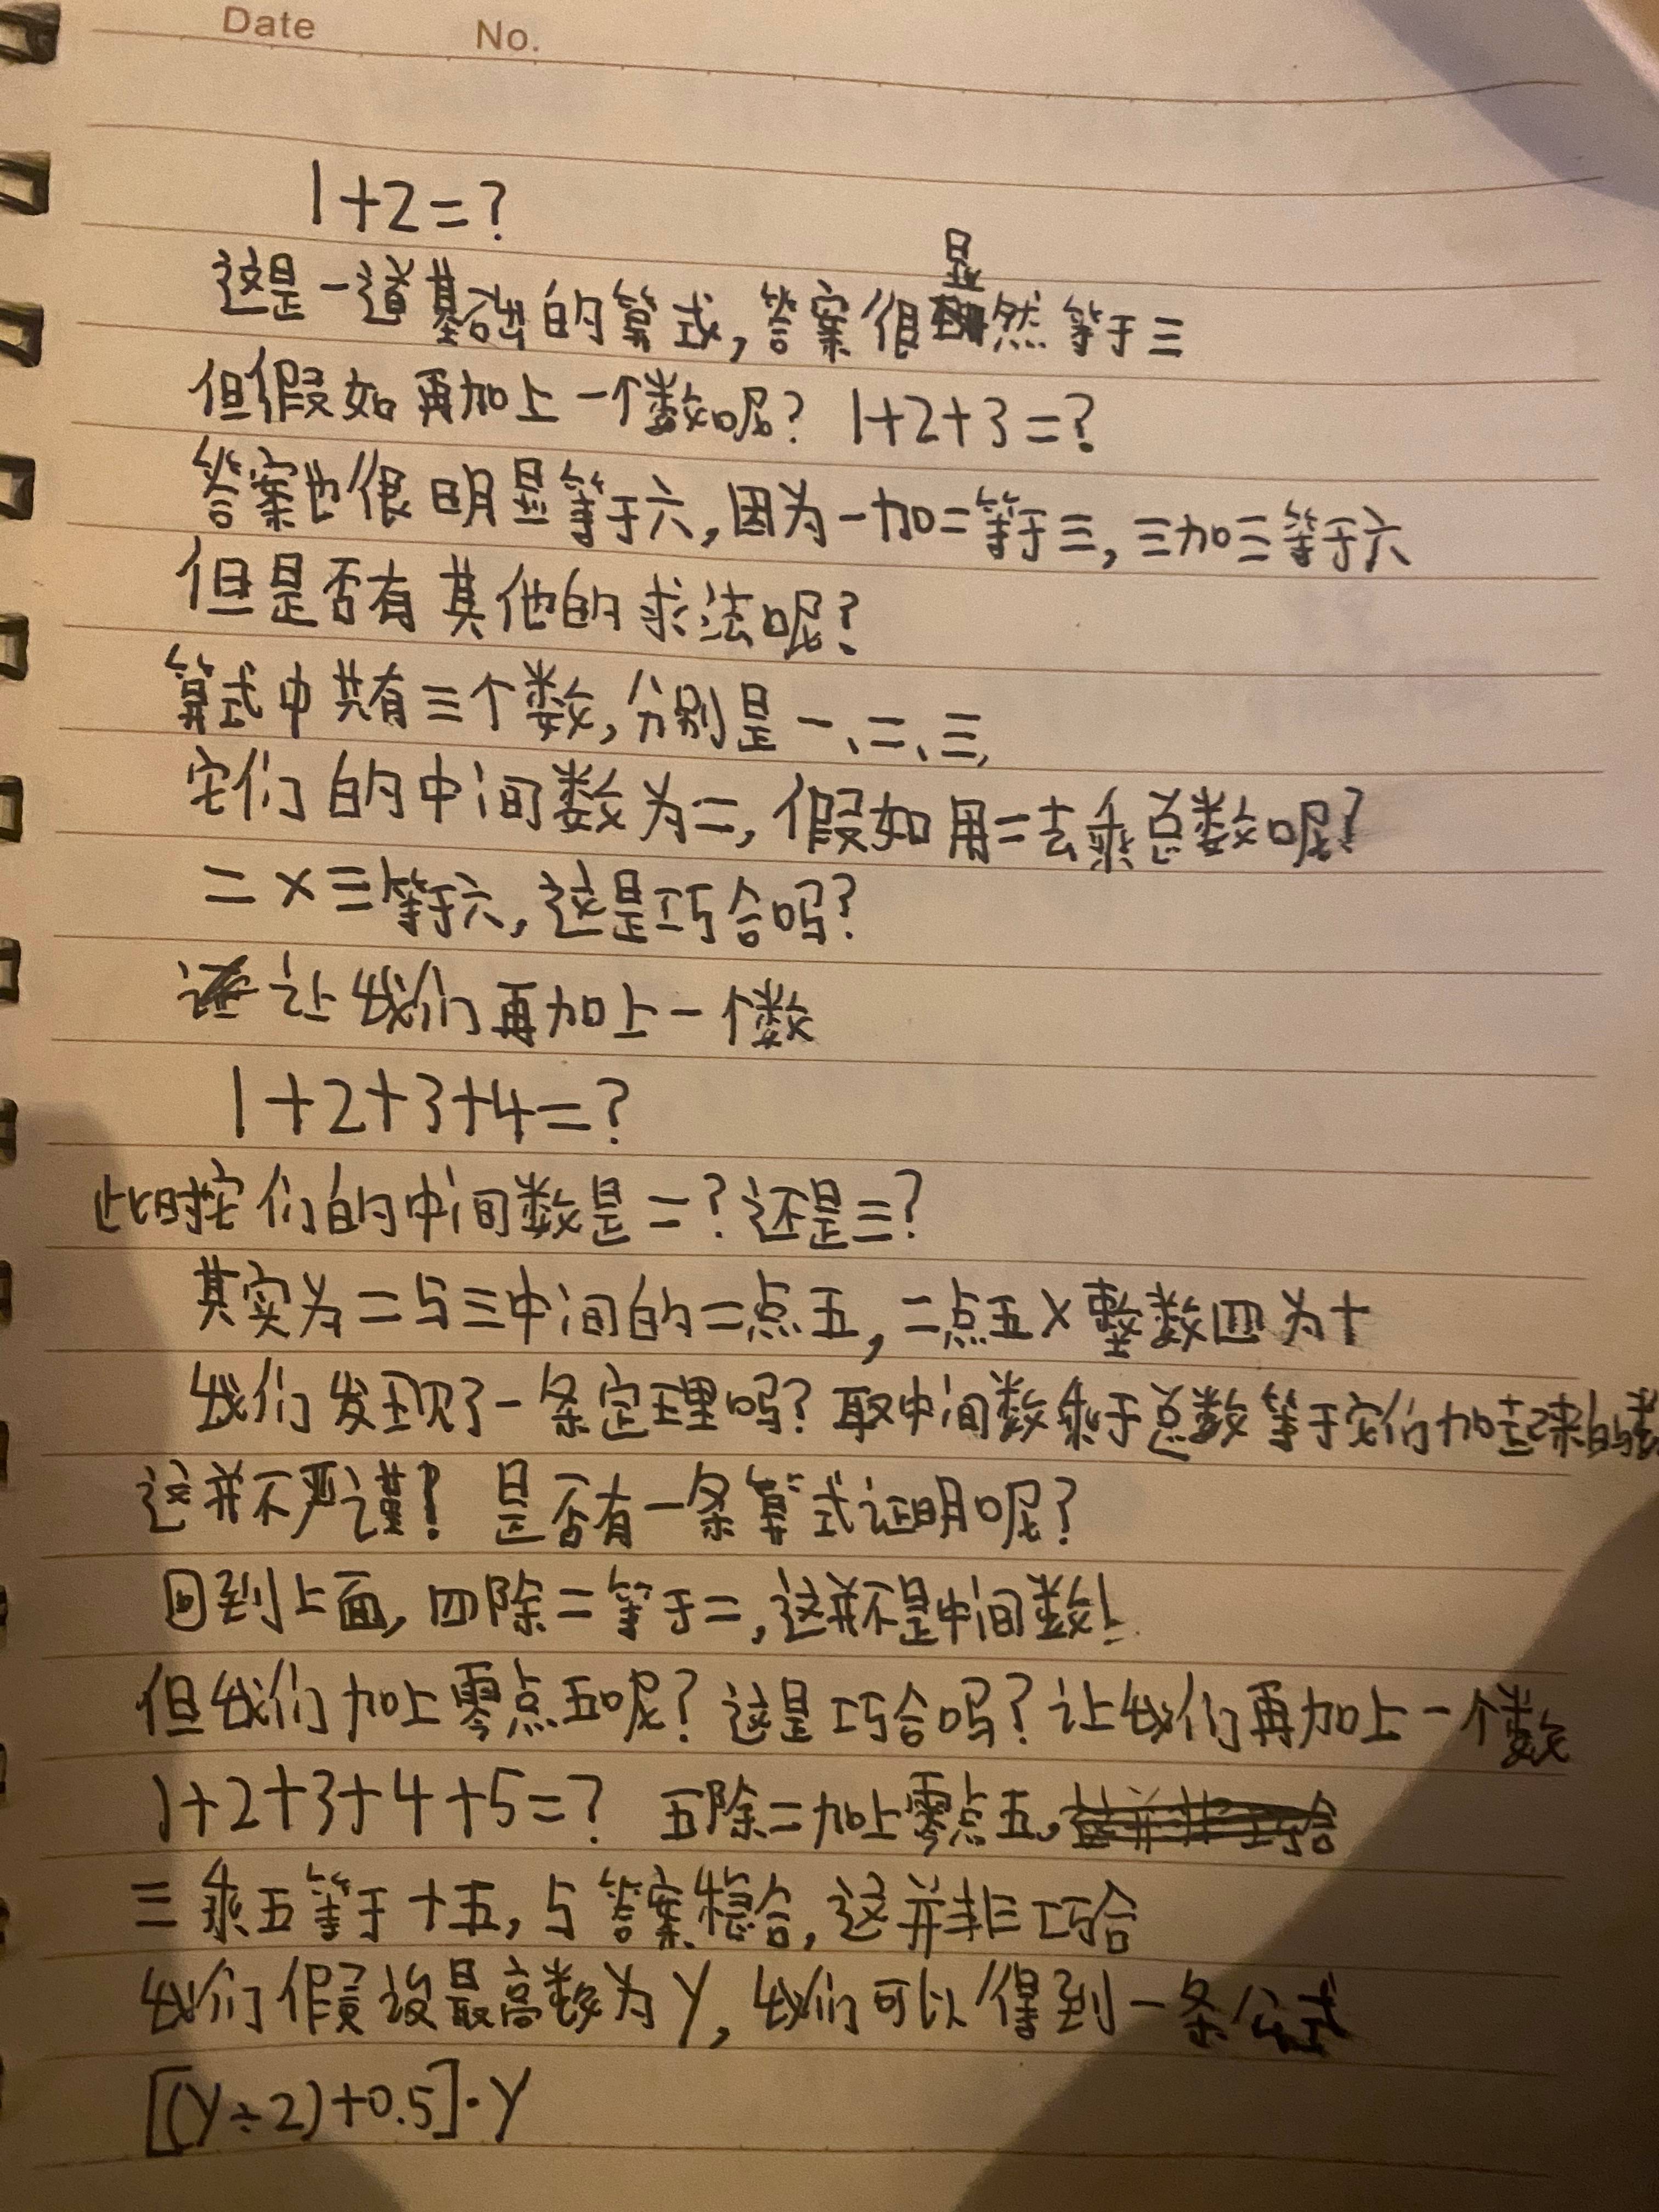 Date No.
1+2=?
这是一道基础的算式,答案很显然等于三
但假如再加上一个数呢? 1+2+3=?
答案也很明显等于六,因为一加二等于三,三加三等于六
但是否有其他的求法呢?
算式中共有三个数,分别是一、二、三,
它们的中间数为二,假如用二去乘总数呢?
二×三等六,这是巧合吗?
让我们再加上一个数
1+2+3+4=?
此时它们的中间数是二?还是三?
其实为二与三中间的二点五,二点五×整数四为十
我们发现了一条定理吗?取中间数乘于总数等于它们加起来的
这并不严谨!是否有一条算式证明呢?
回到上面,四除二等于二,这并不是中间数!
但我们加上零点五呢?这是巧合吗?让我们再加上一个数
1+2+3+4+5=? 五除二加上零点五,
三乘五等于十五,与答案合,这并非巧合
我们假设最高数为Y,我们可以得到一条公式
[(Y÷2)+0.5]·Y